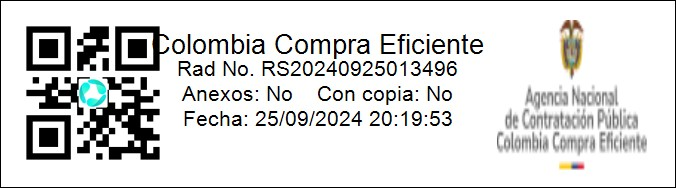 Colombia Compra Eficiente
Rad No. RS20240925013496
Anexos: No Con copia: No
Fecha: 25/09/2024 20:19:53
Agencia Nacional
de Contratación Pública
Colombia Compra Eficiente